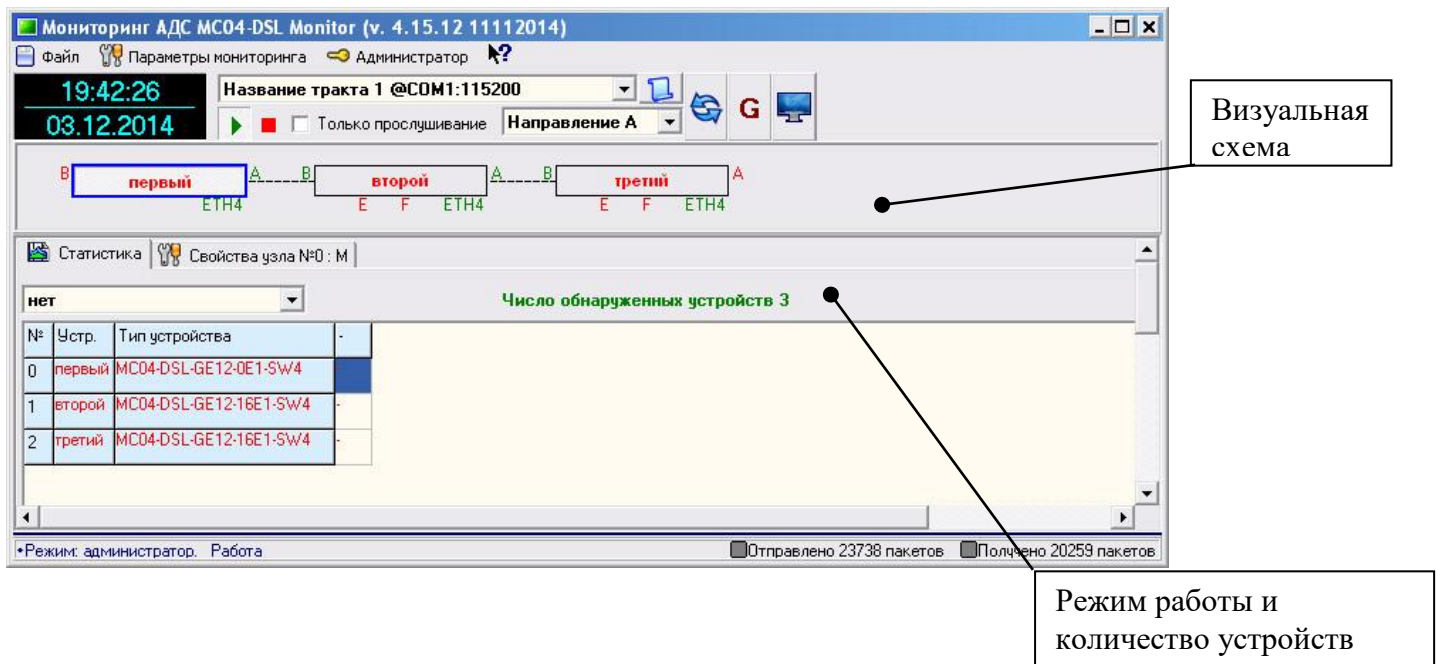 Мониторинг АДС МС04-DSL Monitor (v. 4.15.12 11112014)
Файл Параметры мониторинга Администратор
19:42:26
03.12.2014
Название тракта 1 @COM1:115200
Только прослушивание Направление А
G
Визуальная
схема
B первый A B второй A B третий A
ETH4 E F ETH4 E F ETH4
Статистика Свойства узла №0 : М
нет Число обнаруженных устройств 3
№ Устр. Тип устройства -
0 первый MC04-DSL-GE12-0E1-SW4
1 второй MC04-DSL-GE12-16E1-SW4 -
2 третий MC04-DSL-GE12-16E1-SW4 -
•Режим: администратор. Работа Отправлено 23738 пакетов Получено 20259 пакетов
Режим работы и
количество устройств